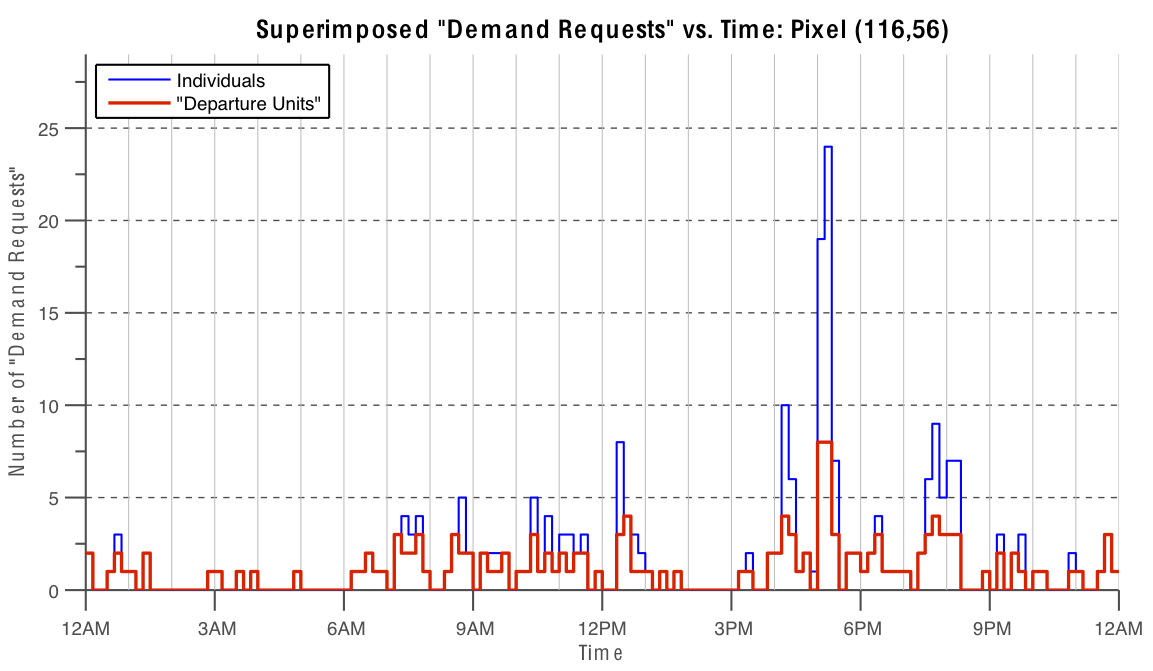 Superimposed "Demand Requests" vs. Time: Pixel (116,56)
Individuals
"Departure Units"
Number of "Demand Requests"
25
20
15
10
5
0
12AM 3AM 6AM 9AM 12PM 3PM 6PM 9PM 12AM
Time